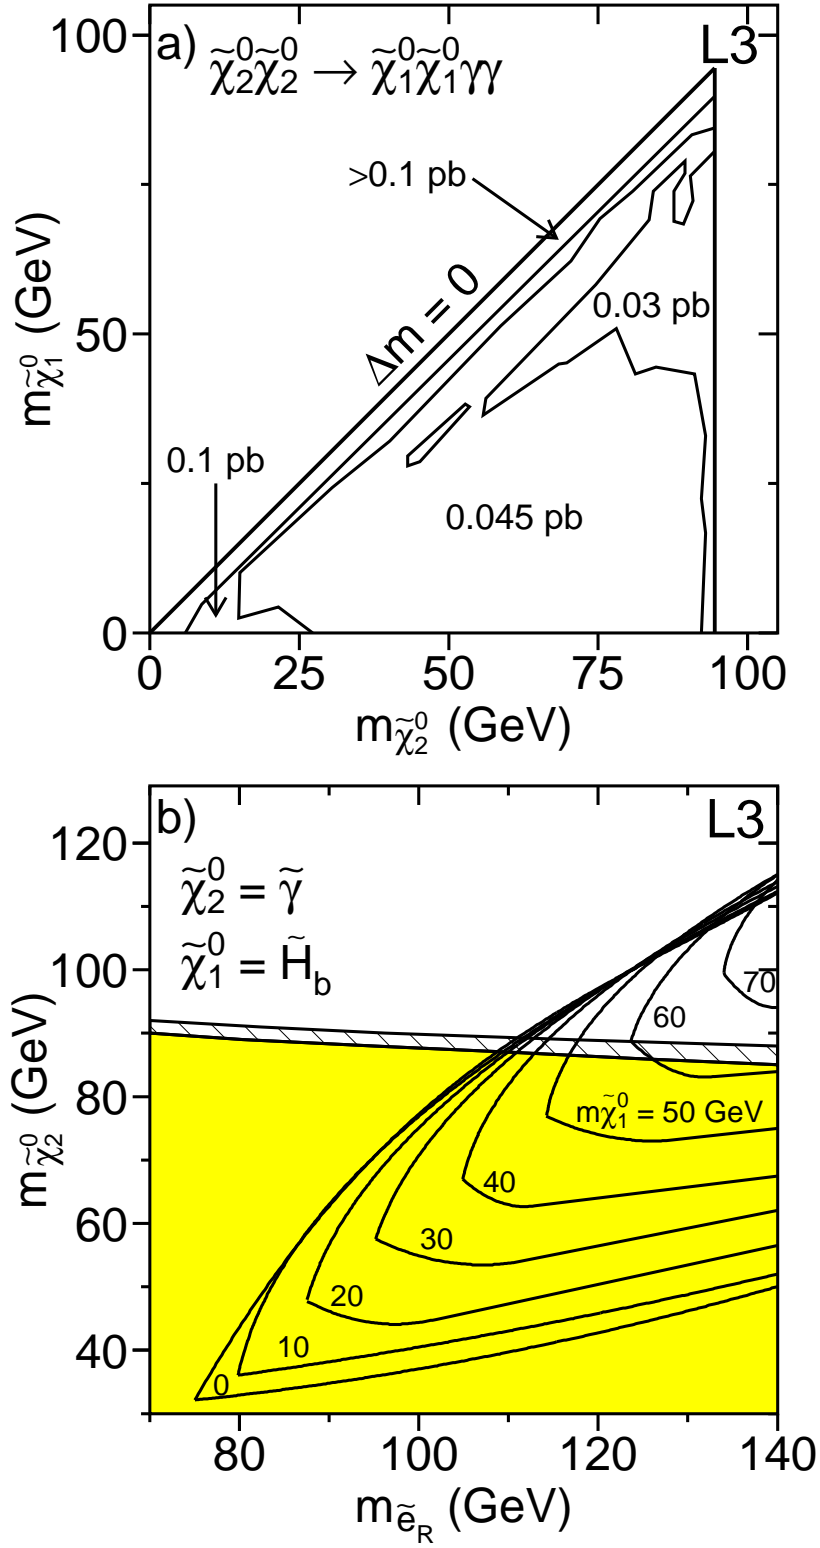 100
a)
L3
χ̃⁰₂χ̃⁰₂ → χ̃⁰₁χ̃⁰₁γγ
>0.1 pb
Δm = 0
0.03 pb
50
m χ̃⁰₁ (GeV)
0.1 pb
0.045 pb
0
0 25 50 75 100
m χ̃⁰₂ (GeV)
b)
L3
120
χ̃⁰₂ = γ̃
χ̃⁰₁ = H̃_b
100
70
60
80
m χ̃⁰₁ = 50 GeV
m χ̃⁰₂ (GeV)
40
60
30
20
40
10
0
80 100 120 140
m ẽ_R (GeV)